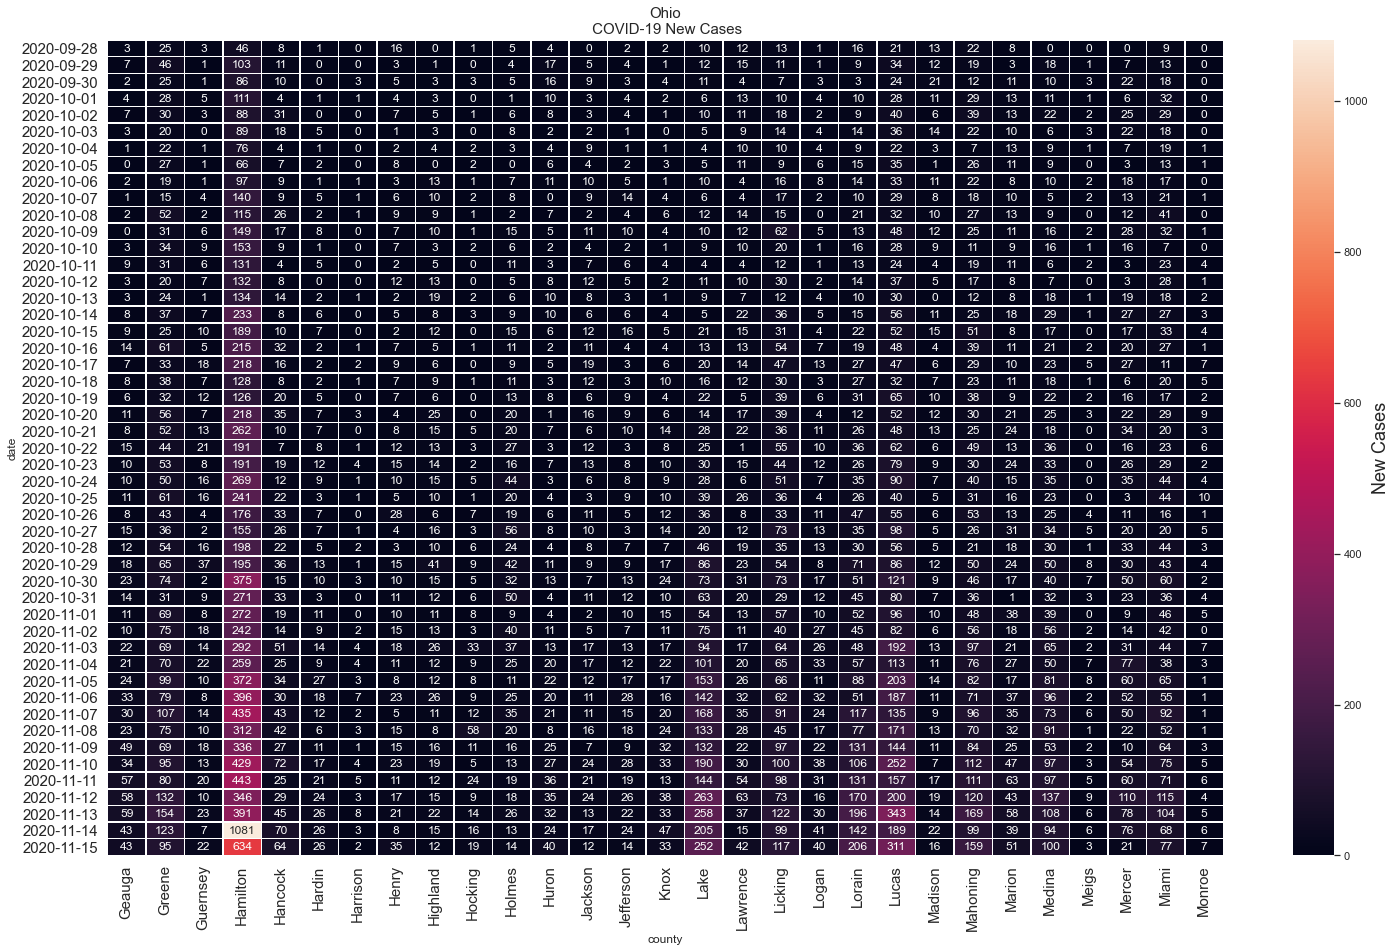 Ohio
COVID-19 New Cases
2020-09-28 3 25 3 46 8 1 0 16 0 1 5 4 0 2 2 10 12 13 1 16 21 13 22 8 0 0 0 9 0
2020-09-29 7 46 1 103 11 0 0 3 1 0 4 17 5 4 1 12 15 11 1 9 34 12 19 3 18 1 7 13 0
2020-09-30 2 25 1 86 10 0 3 5 3 3 5 16 9 3 4 11 4 7 3 3 24 21 12 11 10 3 22 18 0
2020-10-01 4 28 5 111 4 1 1 4 3 0 1 10 3 4 2 6 13 10 4 10 28 11 29 13 11 1 6 32 0
2020-10-02 7 30 3 88 31 0 0 7 5 1 6 8 3 4 1 10 11 18 2 9 40 6 39 13 22 2 25 29 0
2020-10-03 3 20 0 89 18 5 0 1 3 0 8 2 2 1 0 5 9 14 4 14 36 14 22 10 6 3 22 18 0
2020-10-04 1 22 1 76 4 1 0 2 4 2 3 4 9 1 1 4 10 10 4 9 22 3 7 13 9 1 7 19 1
2020-10-05 0 27 1 66 7 2 0 8 0 2 0 6 4 2 3 5 11 9 6 15 35 1 26 11 9 0 3 13 1
2020-10-06 2 19 1 97 9 1 1 3 13 1 7 11 10 5 1 10 4 16 8 14 33 11 22 8 10 2 18 17 0
2020-10-07 1 15 4 140 9 5 1 6 10 2 8 0 9 14 4 6 4 17 2 10 29 8 18 10 5 2 13 21 1
2020-10-08 2 52 2 115 26 2 1 9 9 1 2 7 2 4 6 12 14 15 0 21 32 10 27 13 9 0 12 41 0
2020-10-09 0 31 6 149 17 8 0 7 10 1 15 5 11 10 4 10 12 62 5 13 48 12 25 11 16 2 28 32 1
2020-10-10 3 34 9 153 9 1 0 7 3 2 6 2 4 2 1 9 10 20 1 16 28 9 11 9 16 1 16 7 0
2020-10-11 9 31 6 131 4 5 0 2 5 0 11 3 7 6 4 4 4 12 1 13 24 4 19 11 6 2 3 23 4
2020-10-12 3 20 7 132 8 0 0 12 13 0 5 8 12 5 2 11 10 30 2 14 37 5 17 8 7 0 3 28 1
2020-10-13 3 24 1 134 14 2 1 2 19 2 6 10 8 3 1 9 7 12 4 10 30 0 12 8 18 1 19 18 2
2020-10-14 8 37 7 233 8 6 0 5 8 3 9 10 6 6 4 5 22 36 5 15 56 11 25 18 29 1 27 27 3
2020-10-15 9 25 10 189 10 7 0 2 12 0 15 6 12 16 5 21 15 31 4 22 52 15 51 8 17 0 17 33 4
2020-10-16 14 61 5 215 32 2 1 7 5 1 11 2 11 4 4 13 13 54 7 19 48 4 39 11 21 2 20 27 1
2020-10-17 7 33 18 218 16 2 2 9 6 0 9 5 19 3 6 20 14 47 13 27 47 6 29 10 23 5 27 11 7
2020-10-18 8 38 7 128 8 2 1 7 9 1 11 3 12 3 10 16 12 30 3 27 32 7 23 11 18 1 6 20 5
2020-10-19 6 32 12 126 20 5 0 7 6 0 13 8 6 9 4 22 5 39 6 31 65 10 38 9 22 2 16 17 2
2020-10-20 11 56 7 218 35 7 3 4 25 0 20 1 16 9 6 14 17 39 4 12 52 12 30 21 25 3 22 29 9
2020-10-21 8 52 13 262 10 7 0 8 15 5 20 7 6 10 14 28 22 36 11 26 48 13 25 24 18 0 34 20 3
2020-10-22 15 44 21 191 7 8 1 12 13 3 27 3 12 3 8 25 1 55 10 36 62 6 49 13 36 0 16 23 6
2020-10-23 10 53 8 191 19 12 4 15 14 2 16 7 13 8 10 30 15 44 12 26 79 9 30 24 33 0 26 29 2
2020-10-24 10 50 16 269 12 9 1 10 15 5 44 3 6 8 9 28 6 51 7 35 90 7 40 15 35 0 35 44 4
2020-10-25 11 61 16 241 22 3 1 5 10 1 20 4 3 9 10 39 26 36 4 26 40 5 31 16 23 0 3 44 10
2020-10-26 8 43 4 176 33 7 0 28 6 7 19 6 11 5 12 36 8 33 11 47 55 6 53 13 25 4 11 16 1
2020-10-27 15 36 2 155 26 7 1 4 16 3 56 8 10 3 14 20 12 73 13 35 98 5 26 31 34 5 20 20 5
2020-10-28 12 54 16 198 22 5 2 3 10 6 24 4 8 7 7 46 19 35 13 30 56 5 21 18 30 1 33 44 3
2020-10-29 18 65 37 195 36 13 1 15 41 9 42 11 9 9 17 86 23 54 8 71 86 12 50 24 50 8 30 43 4
2020-10-30 23 74 2 375 15 10 3 10 15 5 32 13 7 13 24 73 31 73 17 51 121 9 46 17 40 7 50 60 2
2020-10-31 14 31 9 271 33 3 0 11 12 6 50 4 11 12 10 63 20 29 12 45 80 7 36 1 32 3 23 36 4
2020-11-01 11 69 8 272 19 11 0 10 11 8 9 4 2 10 15 54 13 57 10 52 96 10 48 38 39 0 9 46 5
2020-11-02 10 75 18 242 14 9 2 15 13 3 40 11 5 7 11 75 11 40 27 45 82 6 56 18 56 2 14 42 0
2020-11-03 22 69 14 292 51 14 4 18 26 33 37 13 17 13 17 94 17 64 26 48 192 13 97 21 65 2 31 44 7
2020-11-04 21 70 22 259 25 9 4 11 12 9 25 20 17 12 22 101 20 65 33 57 113 11 76 27 50 7 77 38 3
2020-11-05 24 99 10 372 34 27 3 8 12 8 11 22 12 17 17 153 26 66 11 88 203 14 82 17 81 8 60 65 1
2020-11-06 33 79 8 396 30 18 7 23 26 9 25 20 11 28 16 142 32 62 32 51 187 11 71 37 96 2 52 55 1
2020-11-07 30 107 14 435 43 12 2 5 11 12 35 21 11 15 20 168 35 91 24 117 135 9 96 35 73 6 50 92 1
2020-11-08 23 75 10 312 42 6 3 15 8 58 20 8 16 18 24 133 28 45 17 77 171 13 70 32 91 1 22 52 1
2020-11-09 49 69 18 336 27 11 1 15 16 11 16 25 7 9 32 132 22 97 22 131 144 11 84 25 53 2 10 64 3
2020-11-10 34 95 13 429 72 17 4 23 19 5 13 27 24 28 33 190 30 100 38 106 252 7 112 47 97 3 54 75 5
2020-11-11 57 80 20 443 25 21 5 11 12 24 19 36 21 19 13 144 54 98 31 131 157 17 111 63 97 5 60 71 6
2020-11-12 58 132 10 346 29 24 3 17 15 9 18 35 24 26 38 263 63 73 16 170 200 19 120 43 137 9 110 115 4
2020-11-13 59 154 23 391 45 26 8 21 22 14 26 32 13 22 33 258 37 122 30 196 343 14 169 58 108 6 78 104 5
2020-11-14 43 123 7 1081 70 26 3 8 15 16 13 24 17 24 47 205 15 99 41 142 189 22 99 39 94 6 76 68 6
2020-11-15 43 95 22 634 64 26 2 35 12 19 14 40 12 14 33 252 42 117 40 206 311 16 159 51 100 3 21 77 7
Geauga Greene Guernsey Hamilton Hancock Hardin Harrison Henry Highland Hocking Holmes Huron Jackson Jefferson Knox Lake Lawrence Licking Logan Lorain Lucas Madison Mahoning Marion Medina Meigs Mercer Miami Monroe
county
date
1000
800
600
400
200
0
New Cases